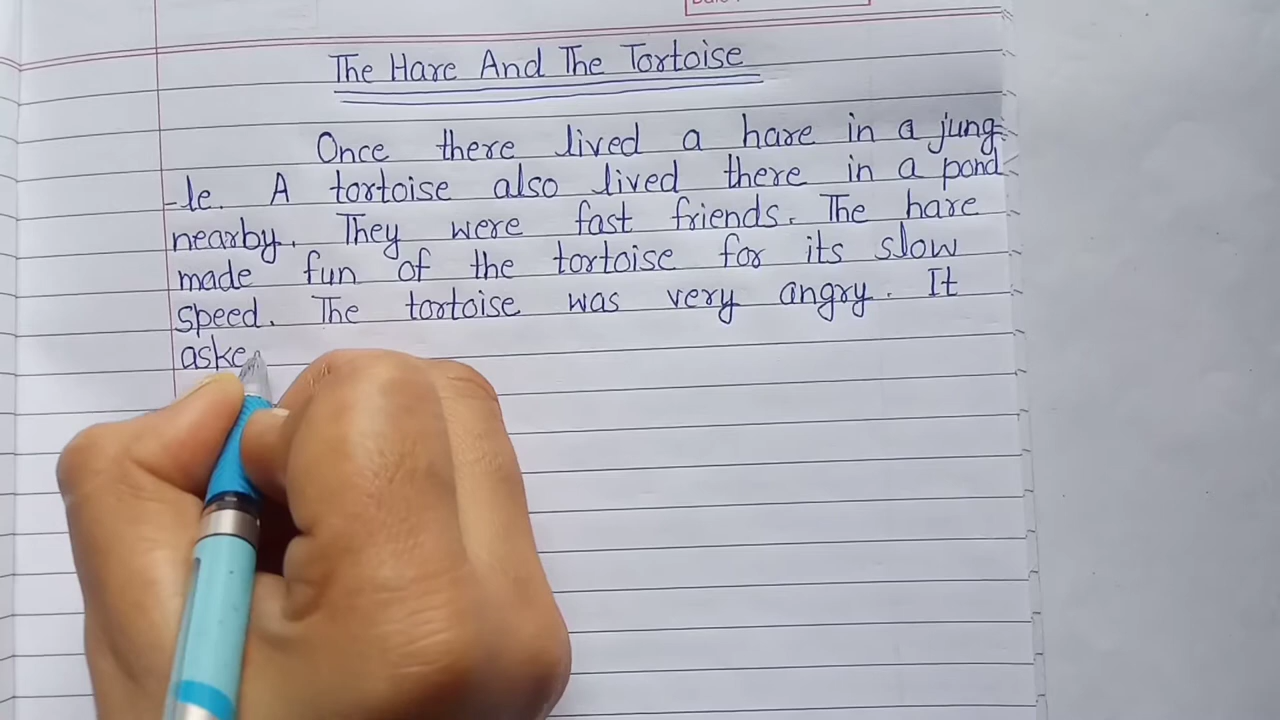 The Hare And The Tortoise
Once there lived a hare in a jung
-le. A tortoise also lived there in a pond
nearby. They were fast friends. The hare
made fun of the tortoise for its slow
speed. The tortoise was very angry. It
aske